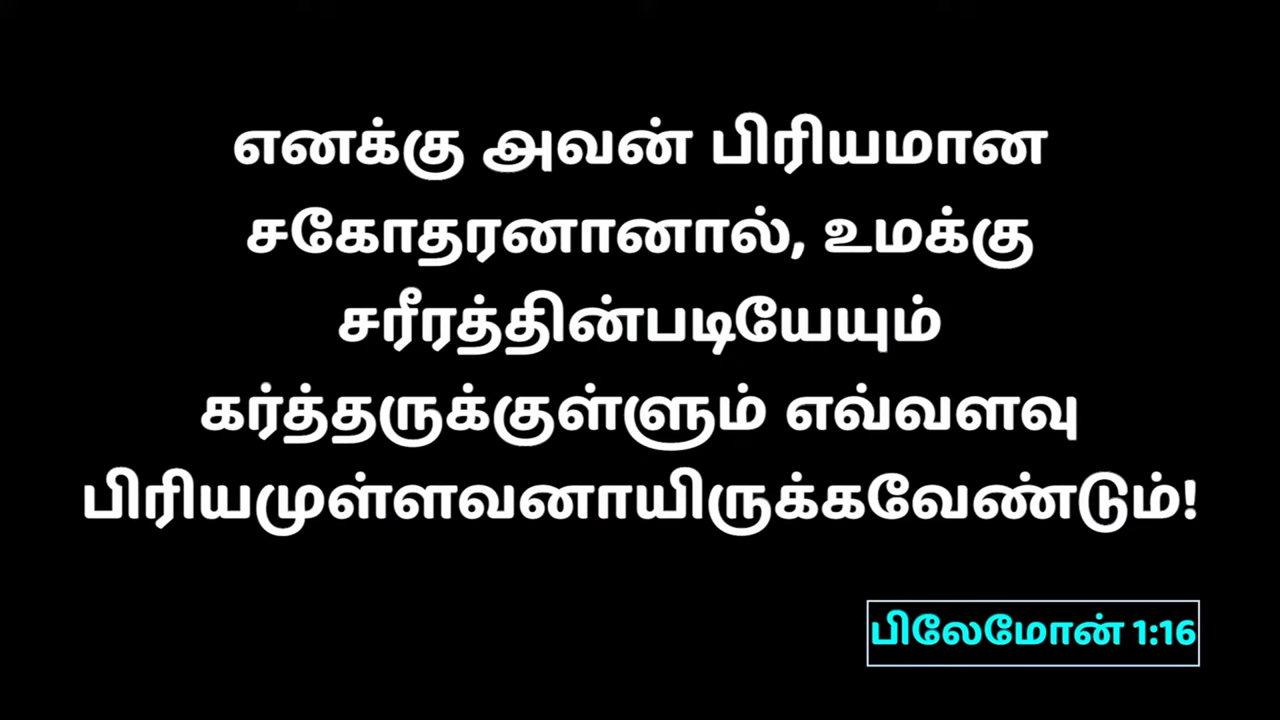 எனக்கு அவன் பிரியமான
சகோதரனானால், உமக்கு
சரீரத்தின்படியேயும்
கர்த்தருக்குள்ளும் எவ்வளவு
பிரியமுள்ளவனாயிருக்கவேண்டும்!
பிலேமோன் 1:16